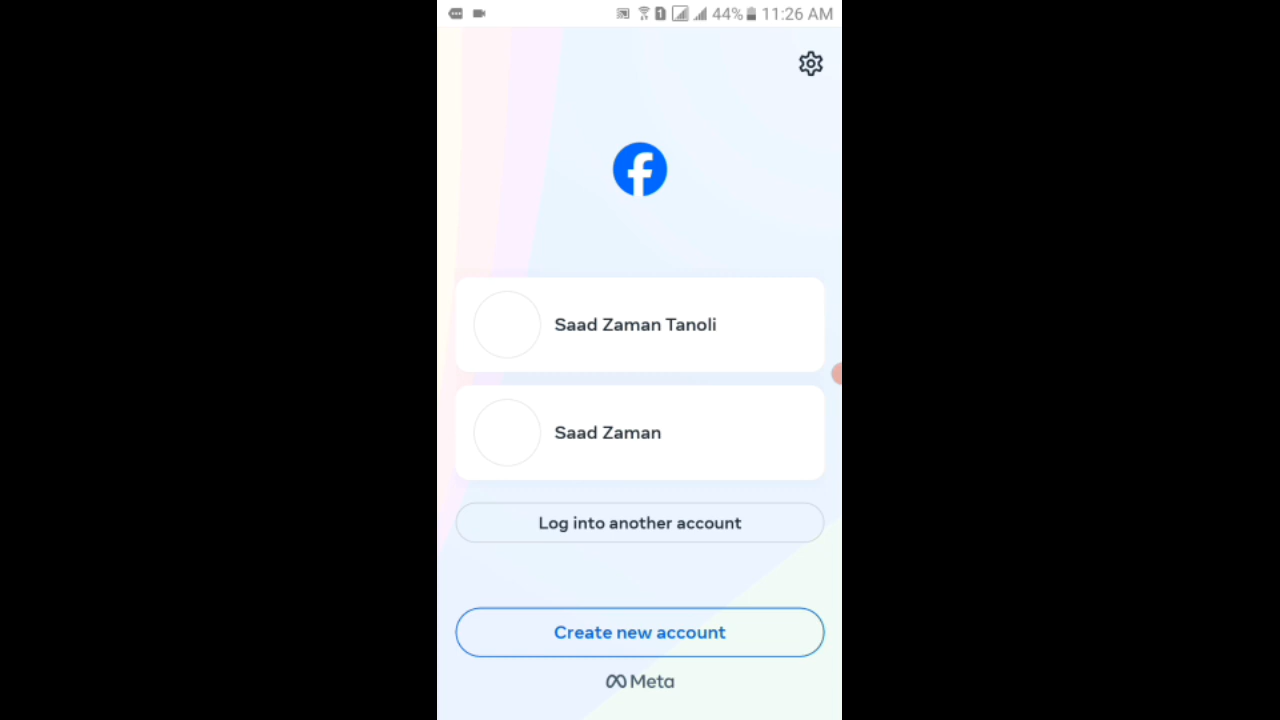 44% 11:26 AM
Saad Zaman Tanoli
Saad Zaman
Log into another account
Create new account
Meta